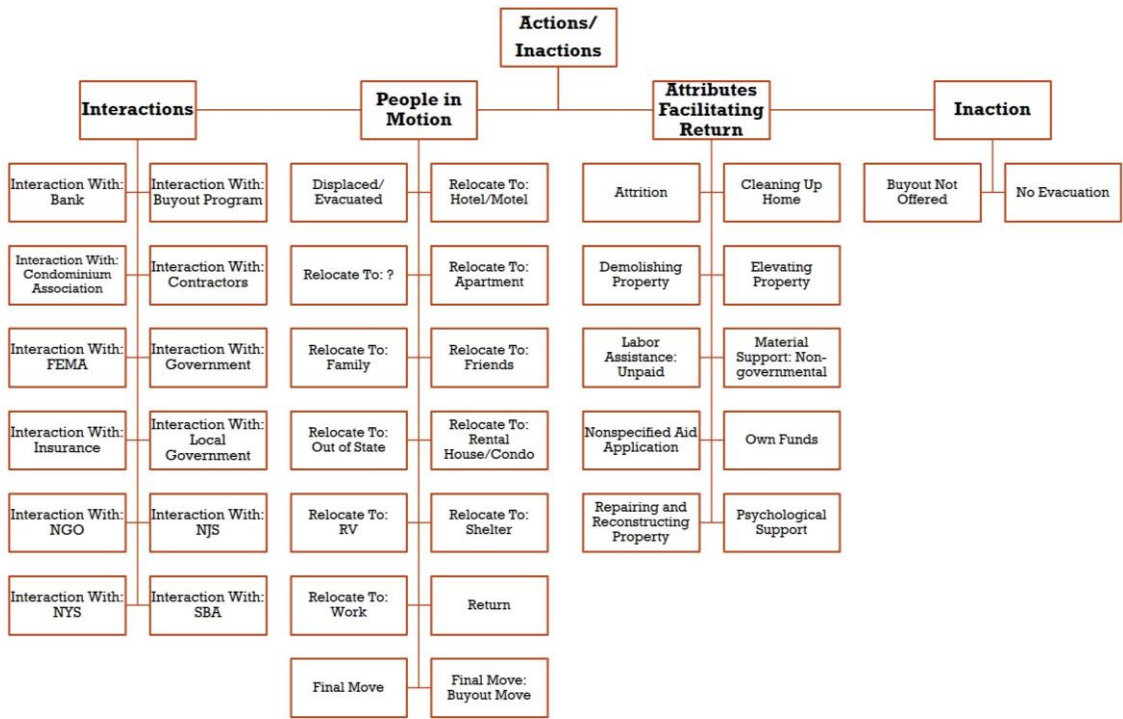 Actions/
Inactions
Interactions
People in
Motion
Attributes
Facilitating
Return
Inaction
Interaction With:
Bank
Interaction With:
Buyout Program
Displaced/
Evacuated
Relocate To:
Hotel/Motel
Attrition
Cleaning Up
Home
Buyout Not
Offered
No Evacuation
Interaction With:
Condominium
Association
Interaction With:
Contractors
Relocate To: ?
Relocate To:
Apartment
Demolishing
Property
Elevating
Property
Interaction With:
FEMA
Interaction With:
Government
Relocate To:
Family
Relocate To:
Friends
Labor
Assistance:
Unpaid
Material
Support: Non-
governmental
Interaction With:
Insurance
Interaction With:
Local
Government
Relocate To:
Out of State
Relocate To:
Rental
House/Condo
Nonspecified Aid
Application
Own Funds
Interaction With:
NGO
Interaction With:
NJS
Relocate To:
RV
Relocate To:
Shelter
Repairing and
Reconstructing
Property
Psychological
Support
Interaction With:
NYS
Interaction With:
SBA
Relocate To:
Work
Return
Final Move
Final Move:
Buyout Move